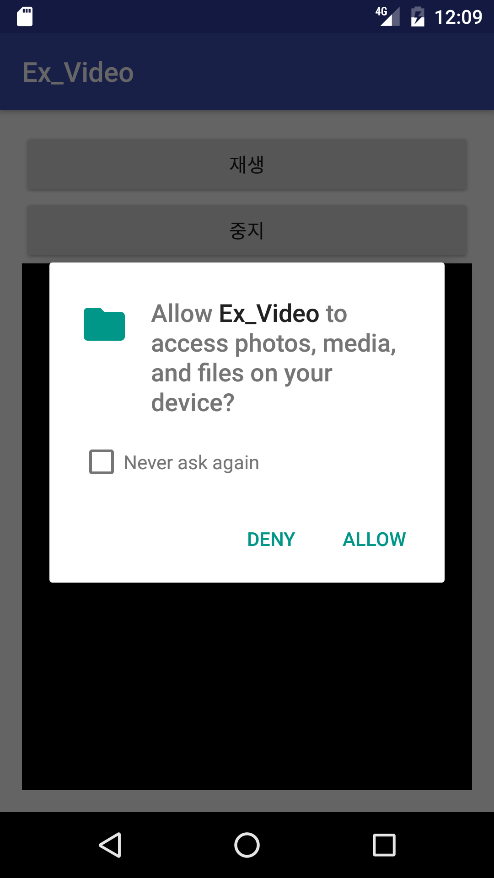 4G 12:09
Ex_Video
재생
중지
Allow Ex_Video to
access photos, media,
and files on your
device?
Never ask again
DENY ALLOW